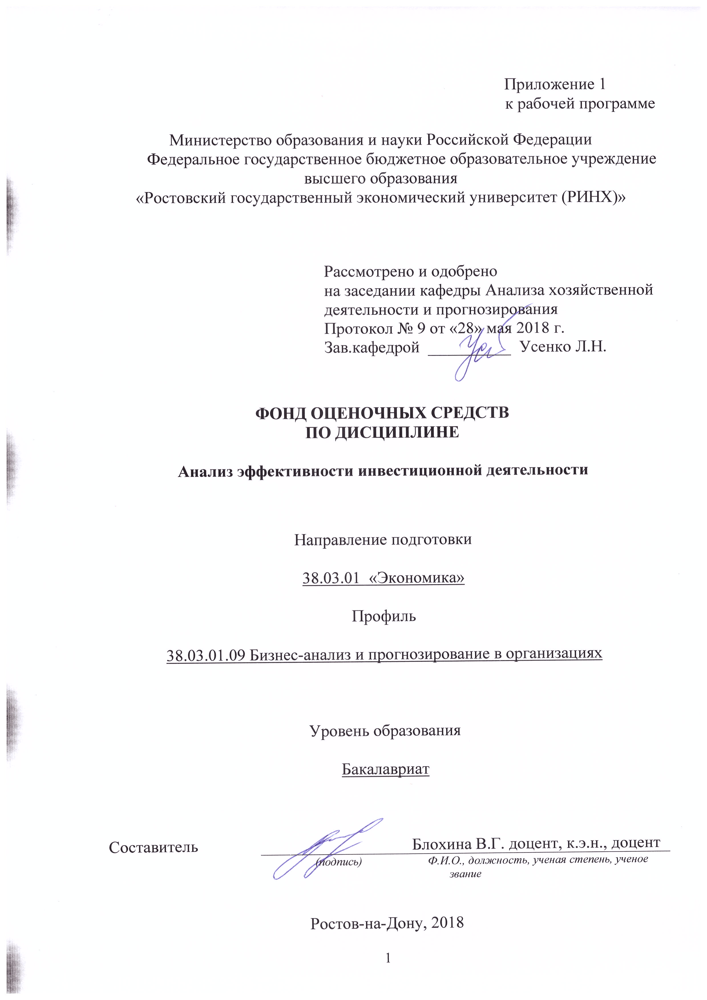 Приложение 1
к рабочей программе
Министерство образования и науки Российской Федерации
Федеральное государственное бюджетное образовательное учреждение
высшего образования
«Ростовский государственный экономический университет (РИНХ)»
Рассмотрено и одобрено
на заседании кафедры Анализа хозяйственной
деятельности и прогнозирования
Протокол № 9 от «28» мая 2018 г.
Зав.кафедрой __________ Усенко Л.Н.
ФОНД ОЦЕНОЧНЫХ СРЕДСТВ
ПО ДИСЦИПЛИНЕ
Анализ эффективности инвестиционной деятельности
Направление подготовки
38.03.01 «Экономика»
Профиль
38.03.01.09 Бизнес-анализ и прогнозирование в организациях
Уровень образования
Бакалавриат
Составитель Блохина В.Г. доцент, к.э.н., доцент
(подпись) Ф.И.О., должность, ученая степень, ученое
звание
Ростов-на-Дону, 2018
1